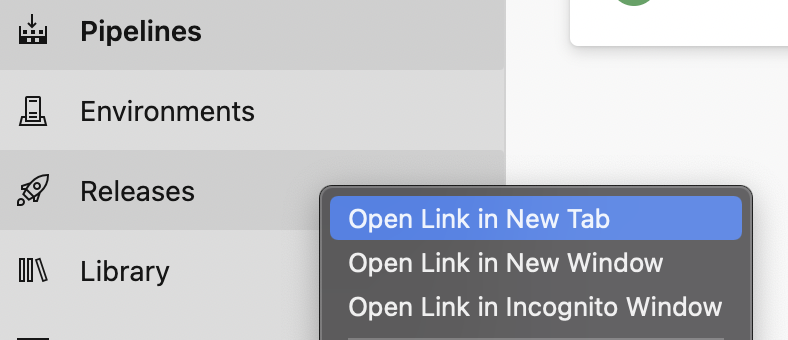 Pipelines
Environments
Releases
Library
Open Link in New Tab
Open Link in New Window
Open Link in Incognito Window